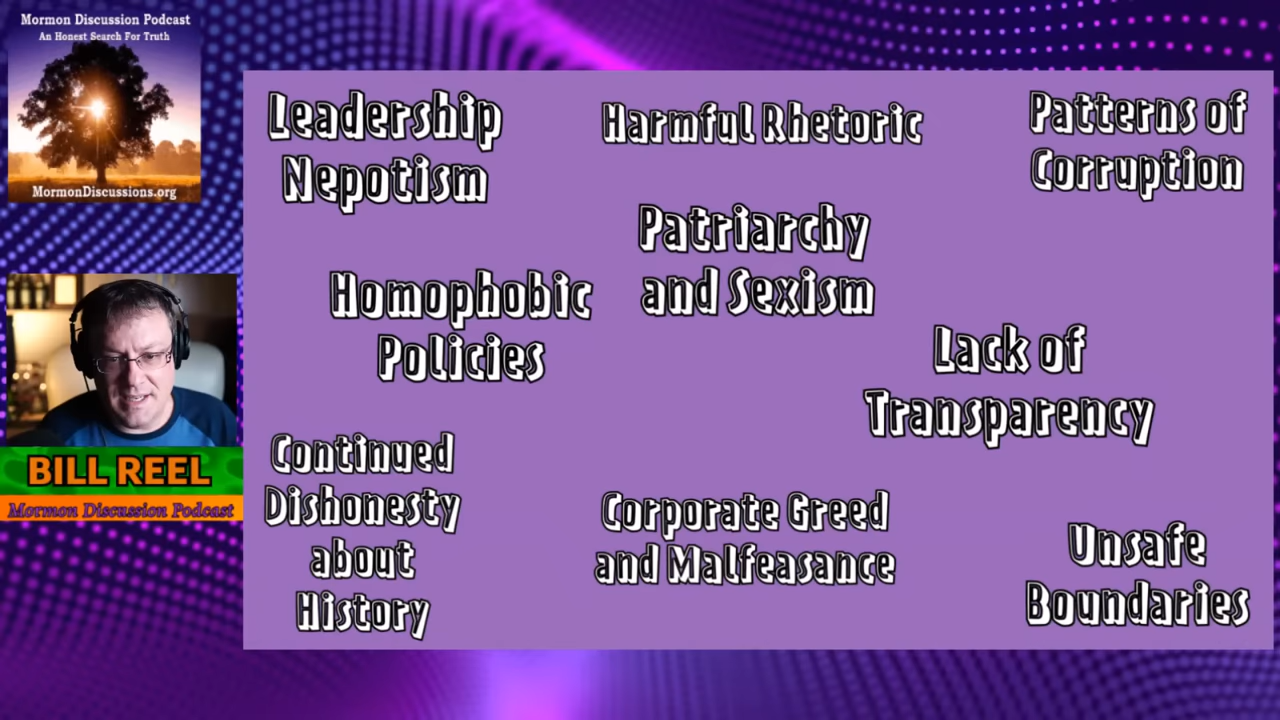 Mormon Discussion Podcast
An Honest Search For Truth
MormonDiscussions.org
BILL REEL
Mormon Discussion Podcast
Leadership
Nepotism
Harmful Rhetoric
Patterns of
Corruption
Patriarchy
and Sexism
Homophobic
Policies
Lack of
Transparency
Continued
Dishonesty
about
History
Corporate Greed
and Malfeasance
Unsafe
Boundaries